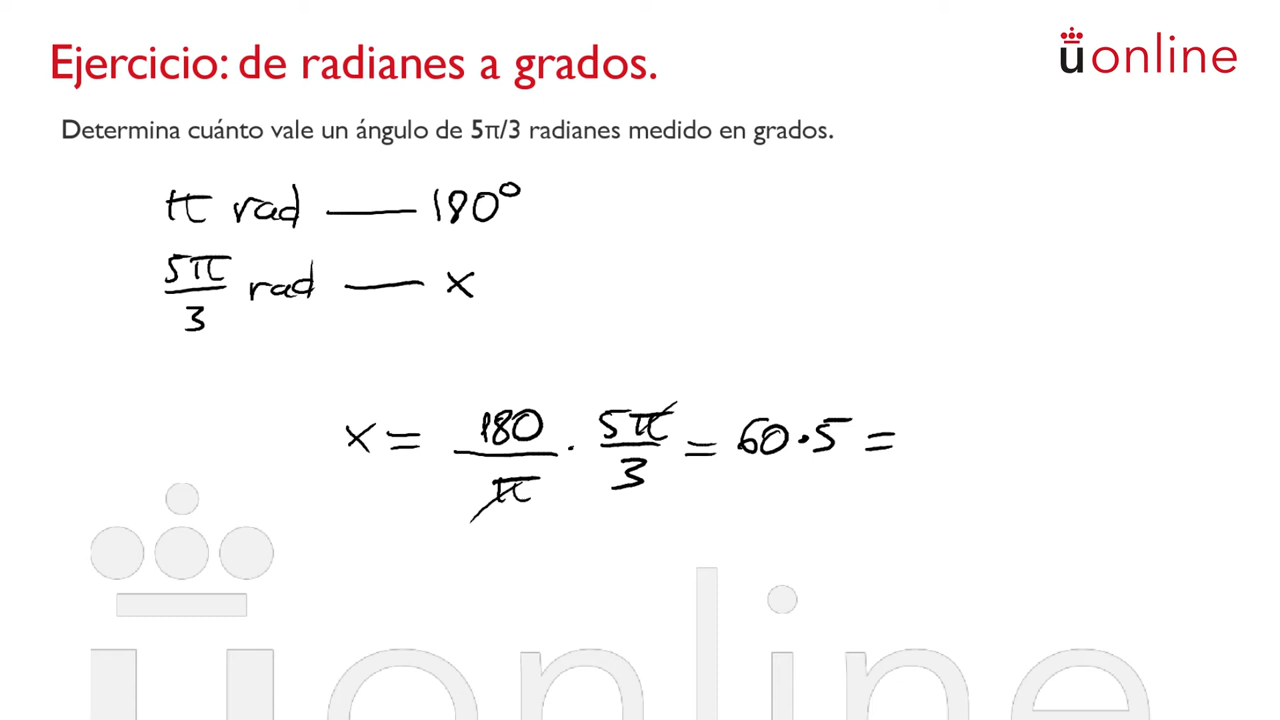 Ejercicio: de radianes a grados.
üonline
Determina cuánto vale un ángulo de 5π/3 radianes medido en grados.
π rad —— 180°
5π/3 rad —— x
x = 180/π · 5π/3 = 60·5 =
üonline